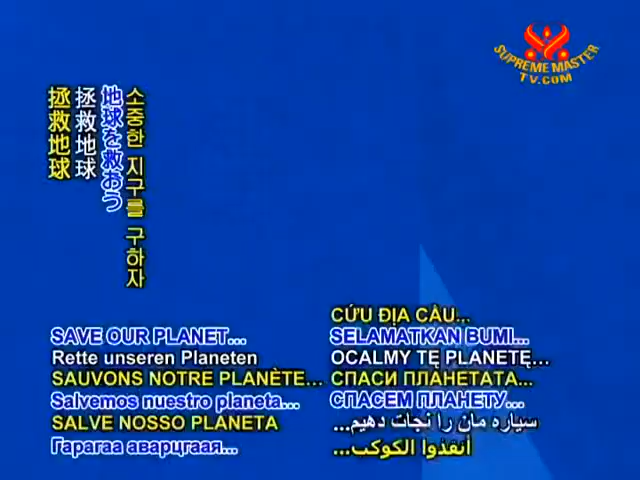 SUPREME MASTER
TV.COM
拯救地球
拯救地球
地球を救おう
소중한 지구를 구하자
SAVE OUR PLANET...
Rette unseren Planeten
SAUVONS NOTRE PLANÈTE...
Salvemos nuestro planeta...
SALVE NOSSO PLANETA
Гарагаа аварцгаая...
CỨU ĐỊA CẦU...
SELAMATKAN BUMI...
OCALMY TĘ PLANETĘ...
СПАСИ ПЛАНЕТАТА...
СПАСЕМ ПЛАНЕТУ...
سیاره مان را نجات دهیم...
أنقذوا الكوكب...